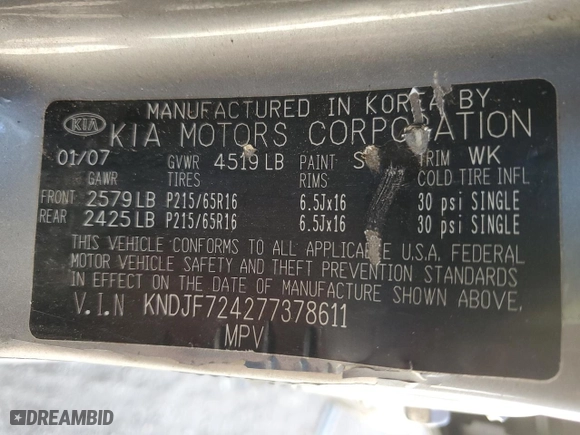 MANUFACTURED IN KOREA BY
KIA KIA MOTORS CORPORATION
01/07 GVWR 4519 LB PAINT TRIM WK
GAWR TIRES RIMS COLD TIRE INFL
FRONT 2579 LB P215/65R16 6.5Jx16 30 psi SINGLE
REAR 2425 LB P215/65R16 6.5Jx16 30 psi SINGLE
THIS VEHICLE CONFORMS TO ALL APPLICABLE U.S.A. FEDERAL
MOTOR VEHICLE SAFETY AND THEFT PREVENTION STANDARDS
IN EFFECT ON THE DATE OF MANUFACTURE SHOWN ABOVE,
V.I.N KNDJF724277378611
MPV
DREAMBID